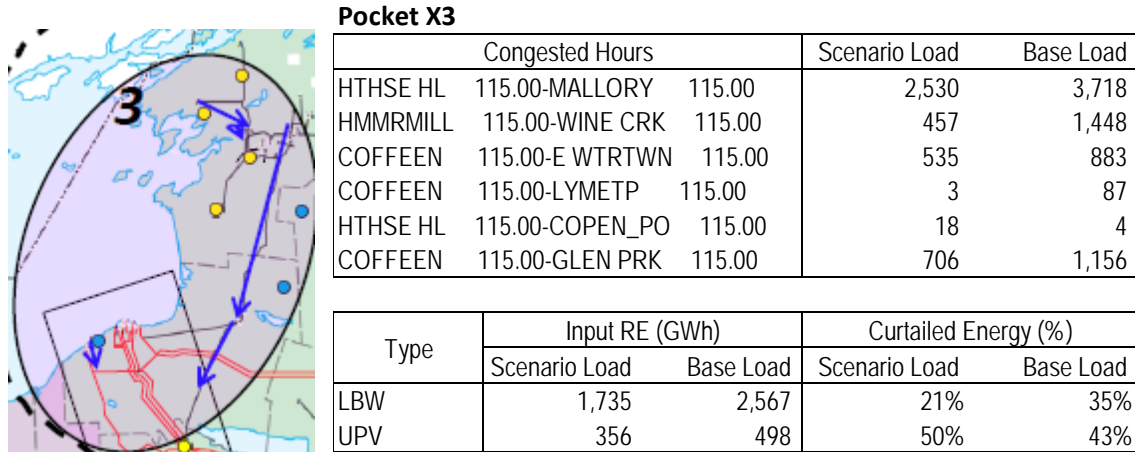 Pocket X3
3
Congested Hours Scenario Load Base Load
HTHSE HL 115.00-MALLORY 115.00 2,530 3,718
HMMRMILL 115.00-WINE CRK 115.00 457 1,448
COFFEEN 115.00-E WTRTWN 115.00 535 883
COFFEEN 115.00-LYMETP 115.00 3 87
HTHSE HL 115.00-COPEN_PO 115.00 18 4
COFFEEN 115.00-GLEN PRK 115.00 706 1,156
Type Input RE (GWh) Curtailed Energy (%)
Scenario Load Base Load Scenario Load Base Load
LBW 1,735 2,567 21% 35%
UPV 356 498 50% 43%